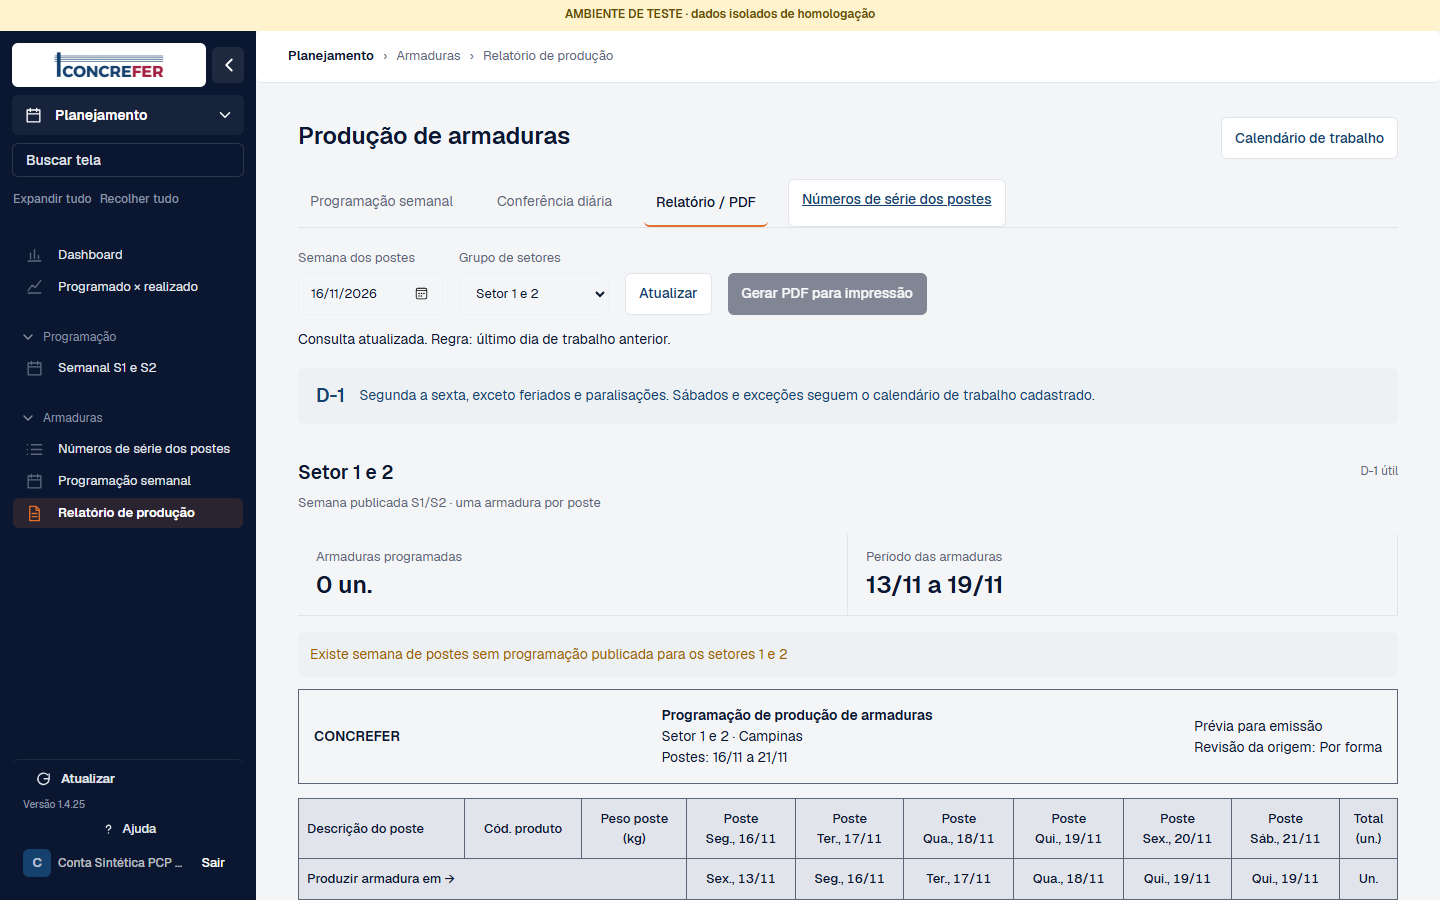 AMBIENTE DE TESTE · dados isolados de homologação
CONCREFER
Planejamento
Buscar tela
Expandir tudo Recolher tudo
Dashboard
Programado × realizado
Programação
Semanal S1 e S2
Armaduras
Números de série dos postes
Programação semanal
Relatório de produção
Atualizar
Versão 1.4.25
? Ajuda
C Conta Sintética PCP ... Sair
Planejamento › Armaduras › Relatório de produção
Produção de armaduras
Calendário de trabalho
Programação semanal Conferência diária Relatório / PDF Números de série dos postes
Semana dos postes Grupo de setores
16/11/2026 Setor 1 e 2 Atualizar Gerar PDF para impressão
Consulta atualizada. Regra: último dia de trabalho anterior.
D-1 Segunda a sexta, exceto feriados e paralisações. Sábados e exceções seguem o calendário de trabalho cadastrado.
Setor 1 e 2 D-1 útil
Semana publicada S1/S2 · uma armadura por poste
Armaduras programadas Período das armaduras
0 un. 13/11 a 19/11
Existe semana de postes sem programação publicada para os setores 1 e 2
CONCREFER
Programação de produção de armaduras
Setor 1 e 2 · Campinas
Postes: 16/11 a 21/11
Prévia para emissão
Revisão da origem: Por forma
Descrição do poste Cód. produto Peso poste (kg) Poste Seg., 16/11 Poste Ter., 17/11 Poste Qua., 18/11 Poste Qui., 19/11 Poste Sex., 20/11 Poste Sáb., 21/11 Total (un.)
Produzir armadura em → Sex., 13/11 Seg., 16/11 Ter., 17/11 Qua., 18/11 Qui., 19/11 Qui., 19/11 Un.